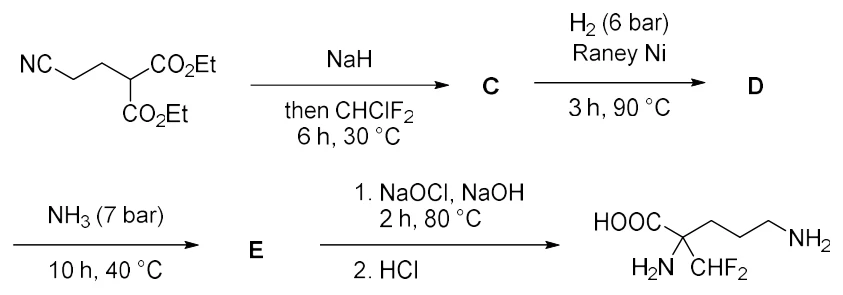 NC
CO₂Et
CO₂Et
NaH
then CHClF₂
6 h, 30 °C
C
H₂ (6 bar)
Raney Ni
3 h, 90 °C
D
NH₃ (7 bar)
10 h, 40 °C
E
1. NaOCl, NaOH
2 h, 80 °C
2. HCl
HOOC
NH₂
H₂N
CHF₂